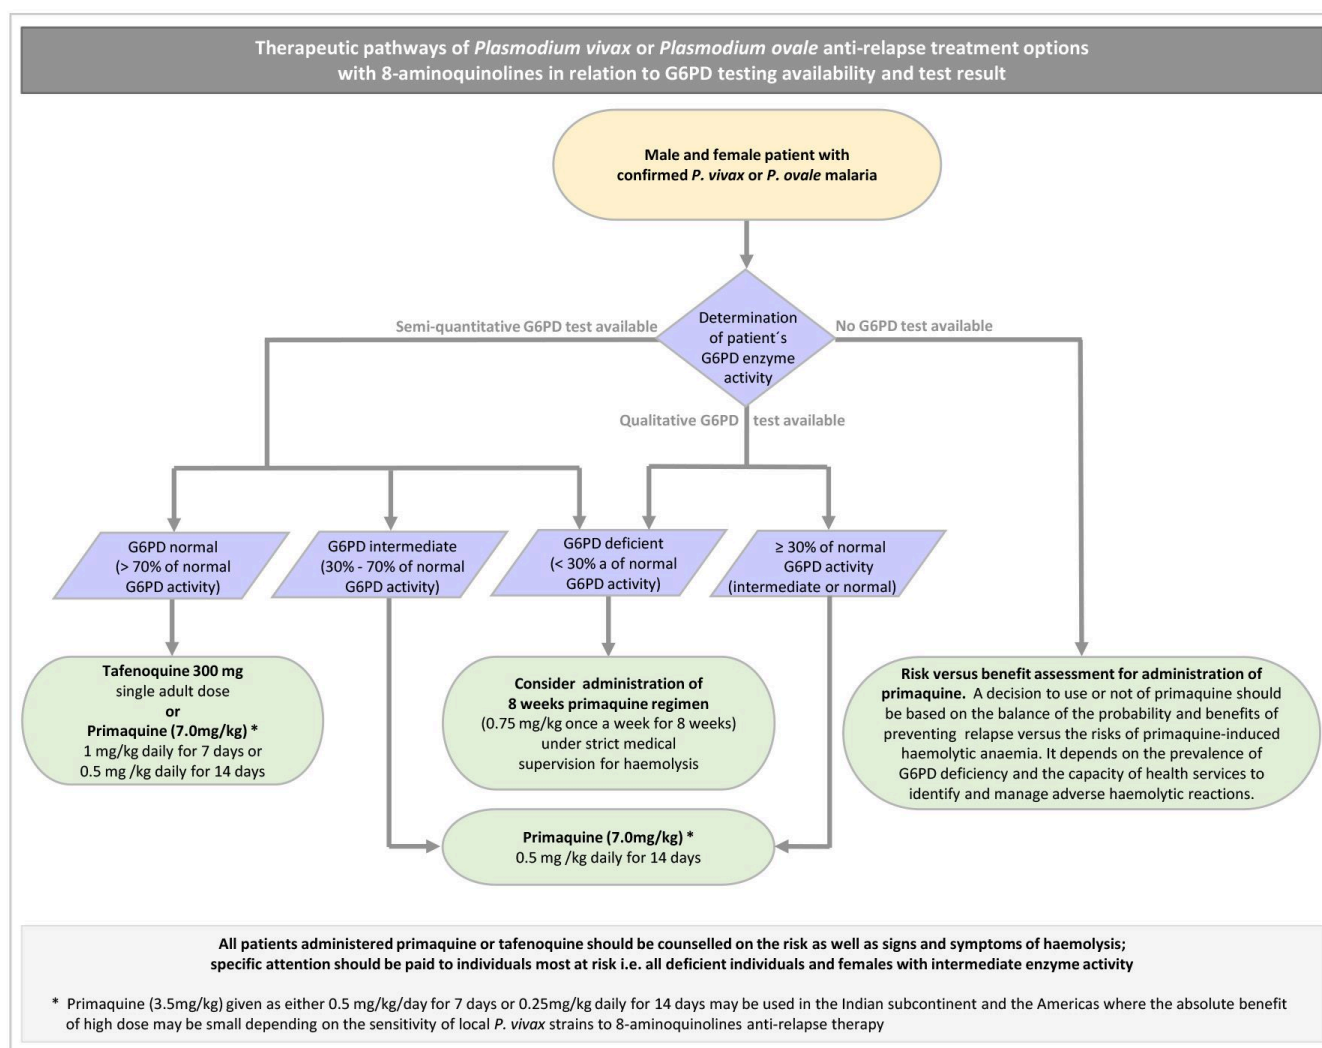 Therapeutic pathways of Plasmodium vivax or Plasmodium ovale anti-relapse treatment options
with 8-aminoquinolines in relation to G6PD testing availability and test result
Male and female patient with
confirmed P. vivax or P. ovale malaria
Determination
of patient´s
G6PD enzyme
activity
Semi-quantitative G6PD test available
No G6PD test available
Qualitative G6PD test available
G6PD normal
(> 70% of normal
G6PD activity)
G6PD intermediate
(30% - 70% of normal
G6PD activity)
G6PD deficient
(< 30% a of normal
G6PD activity)
≥ 30% of normal
G6PD activity
(intermediate or normal)
Tafenoquine 300 mg
single adult dose
or
Primaquine (7.0mg/kg) *
1 mg/kg daily for 7 days or
0.5 mg /kg daily for 14 days
Consider administration of
8 weeks primaquine regimen
(0.75 mg/kg once a week for 8 weeks)
under strict medical
supervision for haemolysis
Risk versus benefit assessment for administration of
primaquine. A decision to use or not of primaquine should
be based on the balance of the probability and benefits of
preventing relapse versus the risks of primaquine-induced
haemolytic anaemia. It depends on the prevalence of
G6PD deficiency and the capacity of health services to
identify and manage adverse haemolytic reactions.
Primaquine (7.0mg/kg) *
0.5 mg /kg daily for 14 days
All patients administered primaquine or tafenoquine should be counselled on the risk as well as signs and symptoms of haemolysis;
specific attention should be paid to individuals most at risk i.e. all deficient individuals and females with intermediate enzyme activity
* Primaquine (3.5mg/kg) given as either 0.5 mg/kg/day for 7 days or 0.25mg/kg daily for 14 days may be used in the Indian subcontinent and the Americas where the absolute benefit
of high dose may be small depending on the sensitivity of local P. vivax strains to 8-aminoquinolines anti-relapse therapy